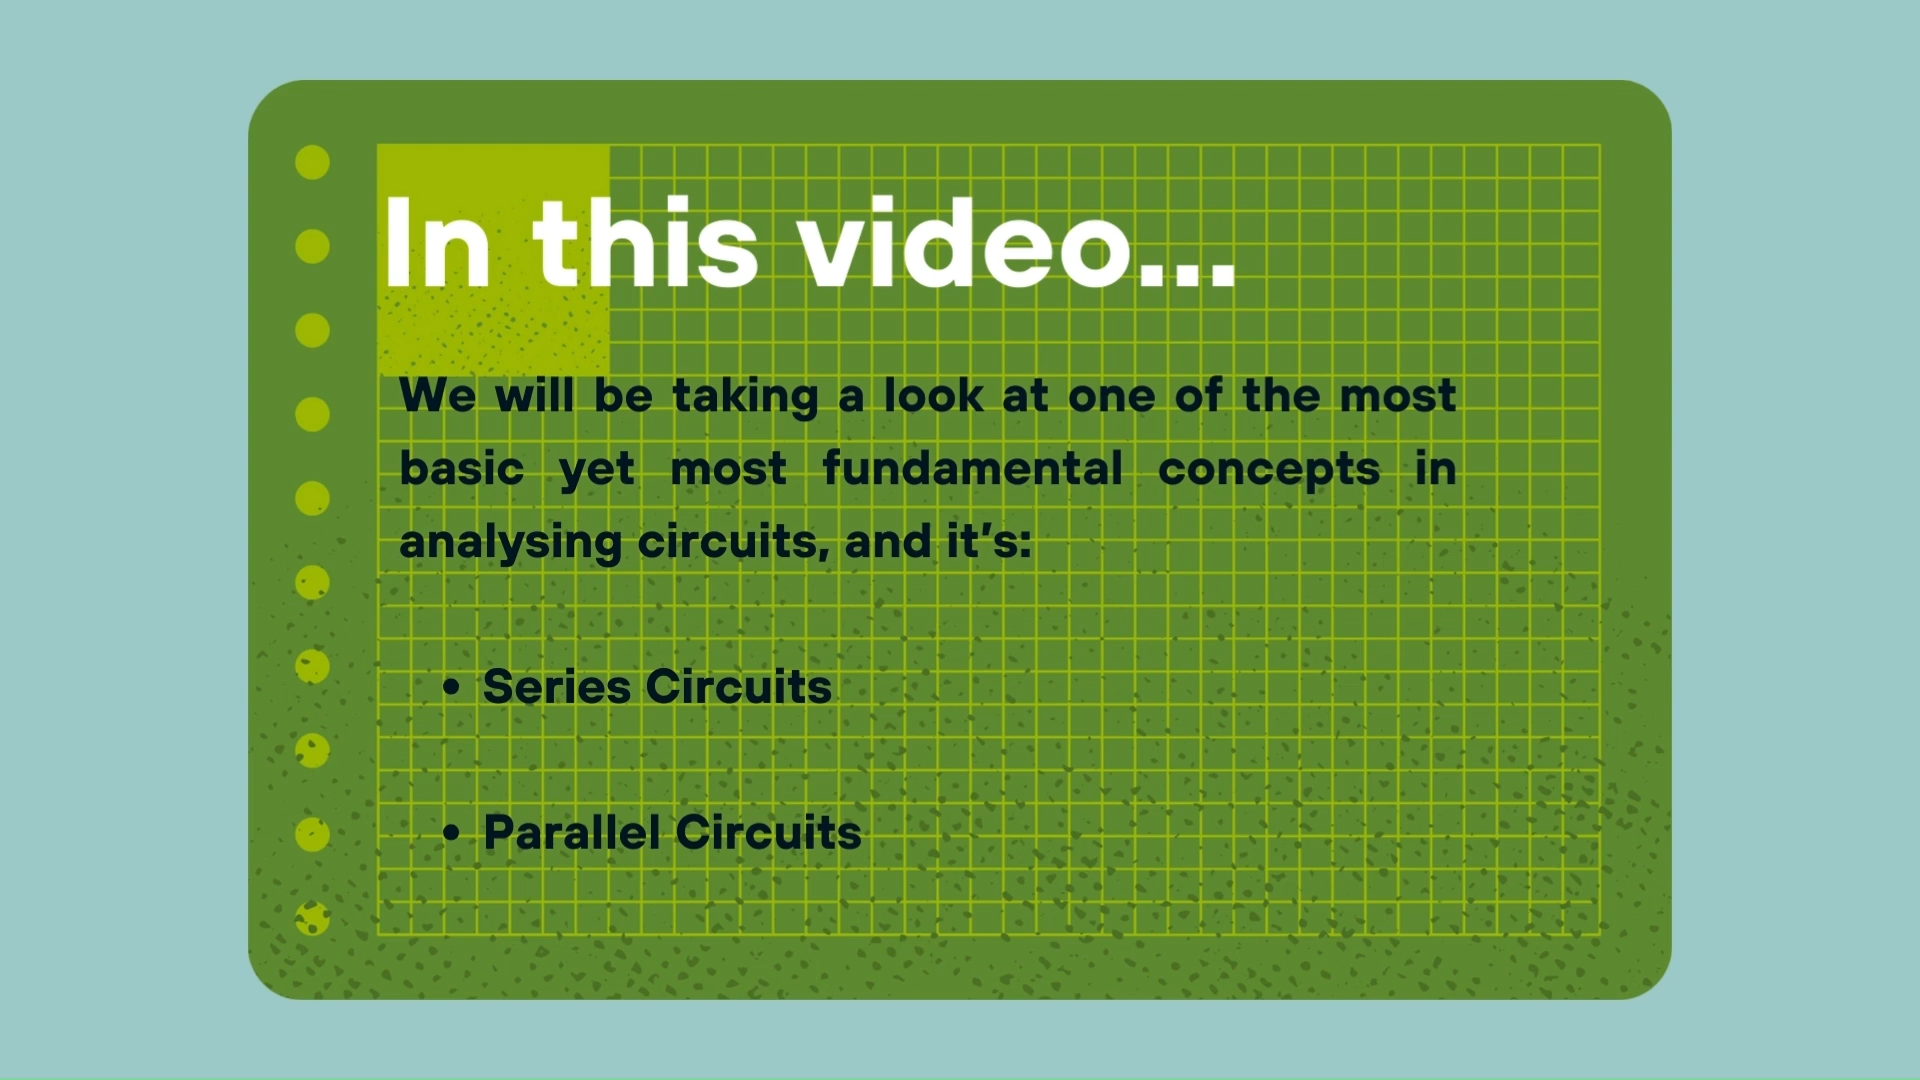 In this video...
We will be taking a look at one of the most
basic yet most fundamental concepts in
analysing circuits, and it’s:
• Series Circuits
• Parallel Circuits